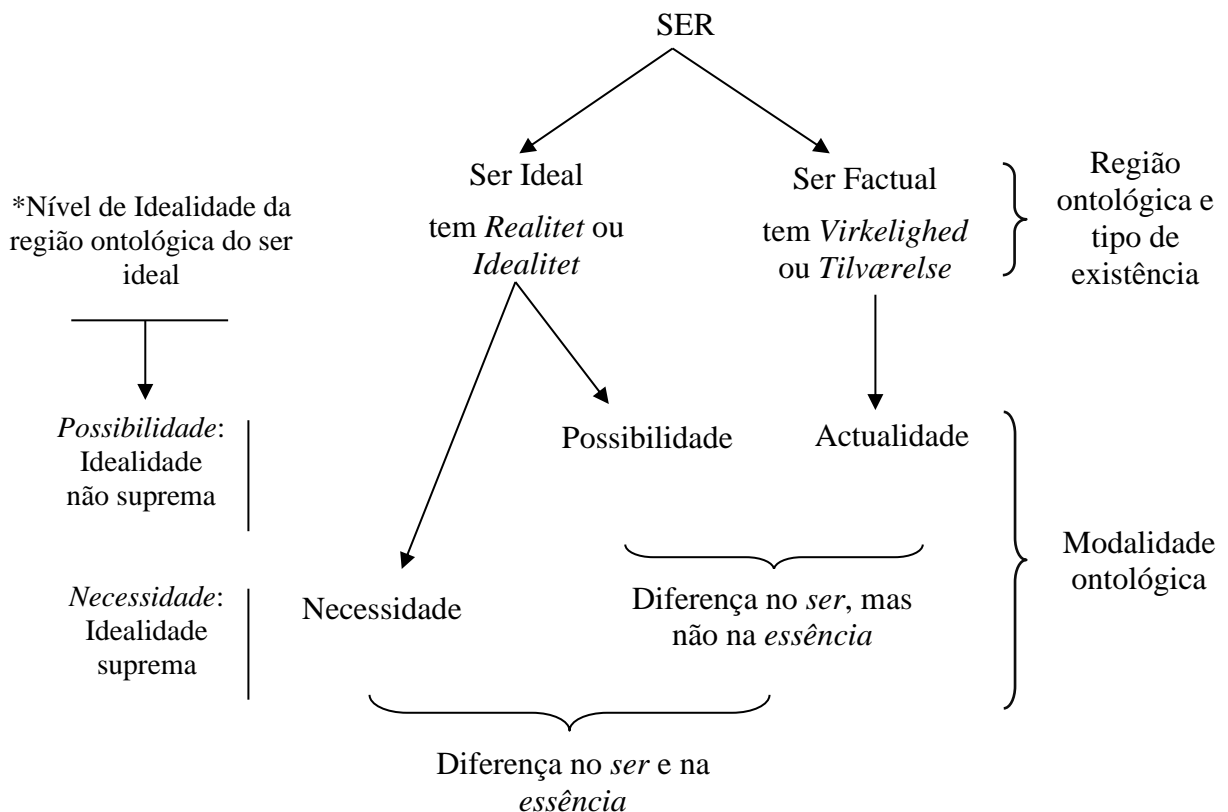 SER
Ser Ideal
tem Realitet ou
Idealitet
Ser Factual
tem Virkelighed
ou Tilværelse
Região
ontológica e
tipo de
existência
*Nível de Idealidade da
região ontológica do ser
ideal
Possibilidade:
Idealidade
não suprema
Possibilidade
Actualidade
Modalidade
ontológica
Necessidade:
Idealidade
suprema
Necessidade
Diferença no ser, mas
não na essência
Diferença no ser e na
essência